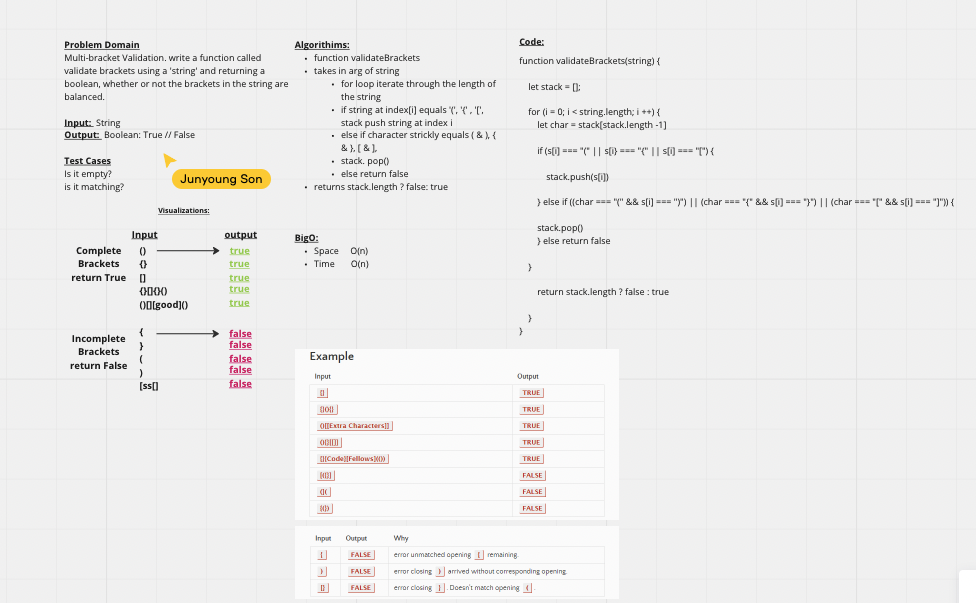 Problem Domain
Multi-bracket Validation. write a function called
validate brackets using a 'string' and returning a
boolean, whether or not the brackets in the string are
balanced.
Input: String
Output: Boolean: True // False
Test Cases
Is it empty?
is it matching?
Junyoung Son
Visualizations:
Input output
Complete
Brackets
return True
() true
{} true
[] true
{}[]{}() true
()[][good]() true
Incomplete
Brackets
return False
{ false
} false
( false
) false
[ss[] false
Algorithims:
function validateBrackets
takes in arg of string
for loop iterate through the length of
the string
if string at index[i] equals '(', '{' , '[',
stack push string at index i
else if character strictly equals ( & ), {
& }, [ & ],
stack. pop()
else return false
returns stack.length ? false: true
BigO:
Space O(n)
Time O(n)
Code:
function validateBrackets(string) {
let stack = [];
for (i = 0; i < string.length; i ++) {
let char = stack[stack.length -1]
if (s[i] === "(" || s[i} === "{" || s[i] === "[") {
stack.push(s[i])
} else if ((char === "(" && s[i] === ")") || (char === "{" && s[i] === "}") || (char === "[" && s[i] === "]")) {
stack.pop()
} else return false
}
return stack.length ? false : true
}
}
Example
Input Output
TRUE
TRUE
(){}[[Extra Characters]] TRUE
TRUE
TRUE
FALSE
FALSE
FALSE
Input Output Why
{ FALSE error unmatched opening { remaining.
) FALSE error closing ) arrived without corresponding opening.
FALSE error closing } . Doesn't match opening ( .